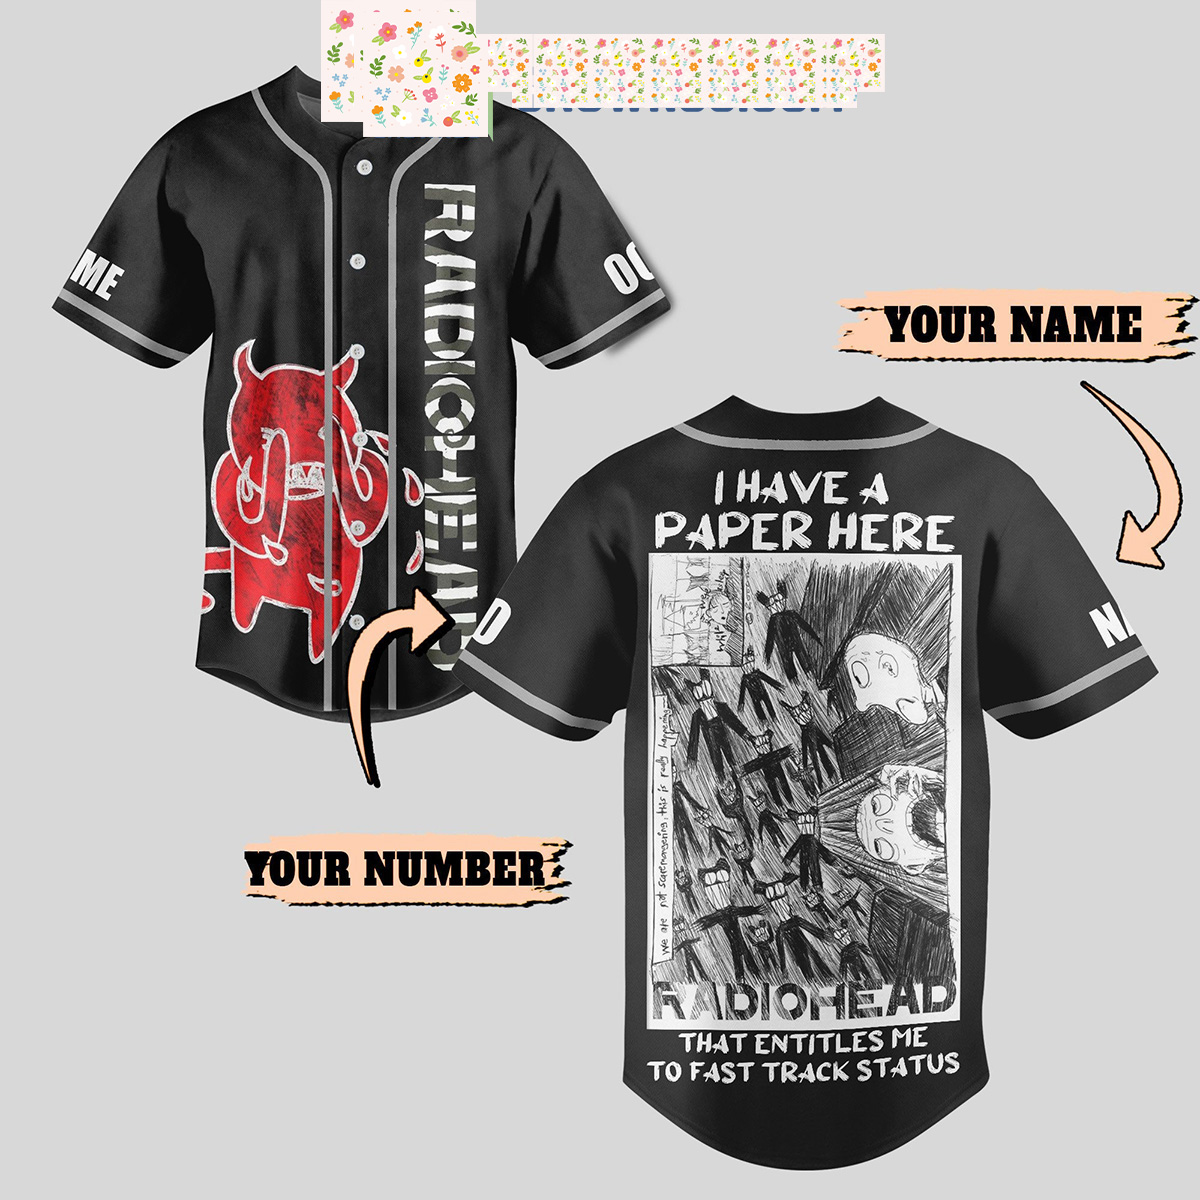 RADIOHEAD
YOUR NAME
I HAVE A
PAPER HERE
while
We are not scaremongering, this is really happening
RADIOHEAD
THAT ENTITLES ME
TO FAST TRACK STATUS
YOUR NUMBER